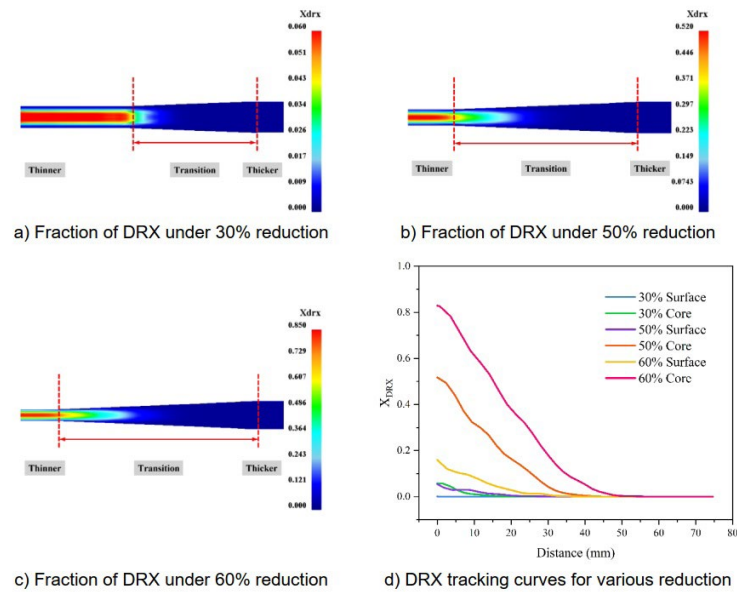 Xdrx
0.060
0.051
0.043
0.034
0.026
0.017
0.009
0.000
Thinner
Transition
Thicker
a) Fraction of DRX under 30% reduction
Xdrx
0.520
0.446
0.371
0.297
0.223
0.149
0.0745
0.000
Thinner
Transition
Thicker
b) Fraction of DRX under 50% reduction
Xdrx
0.850
0.729
0.607
0.486
0.364
0.243
0.121
0.000
Thinner
Transition
Thicker
c) Fraction of DRX under 60% reduction
1.0
0.8
0.6
0.4
0.2
0.0
X_DRX
30% Surface
30% Core
50% Surface
50% Core
60% Surface
60% Core
0 10 20 30 40 50 60 70 80
Distance (mm)
d) DRX tracking curves for various reduction